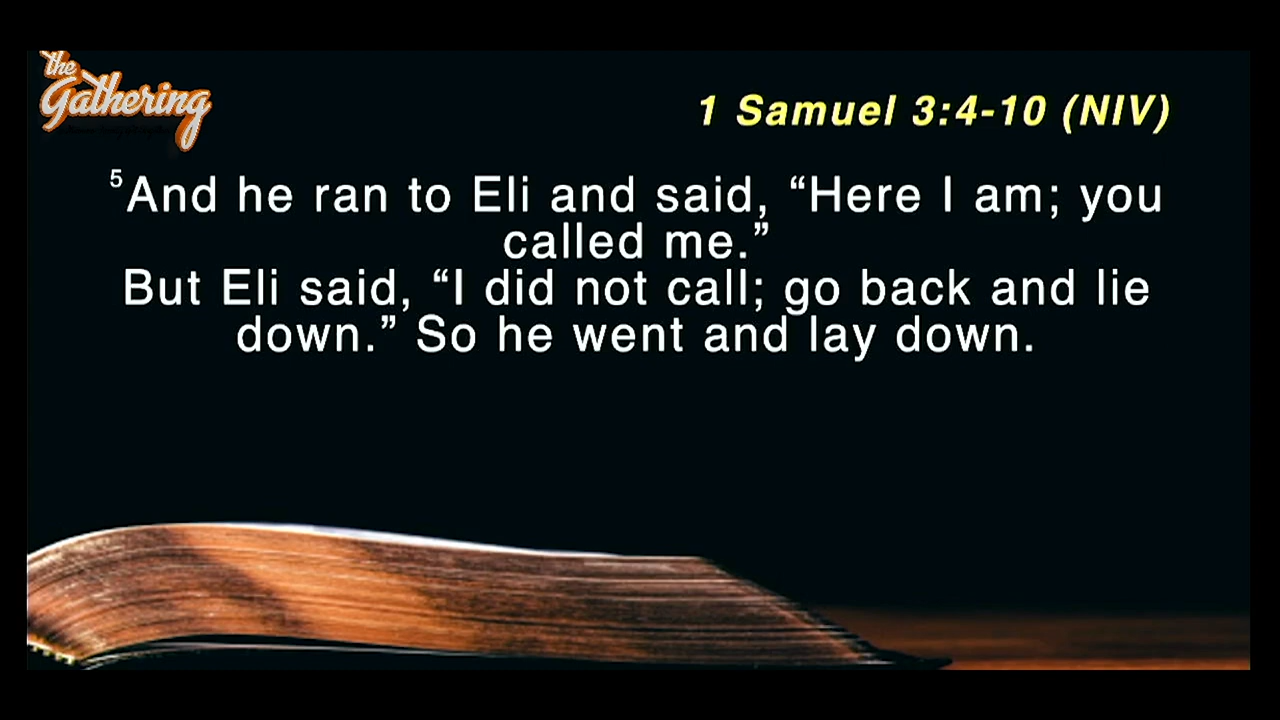 the
Gathering
1 Samuel 3:4-10 (NIV)
⁵And he ran to Eli and said, “Here I am; you
called me.”
But Eli said, “I did not call; go back and lie
down.” So he went and lay down.